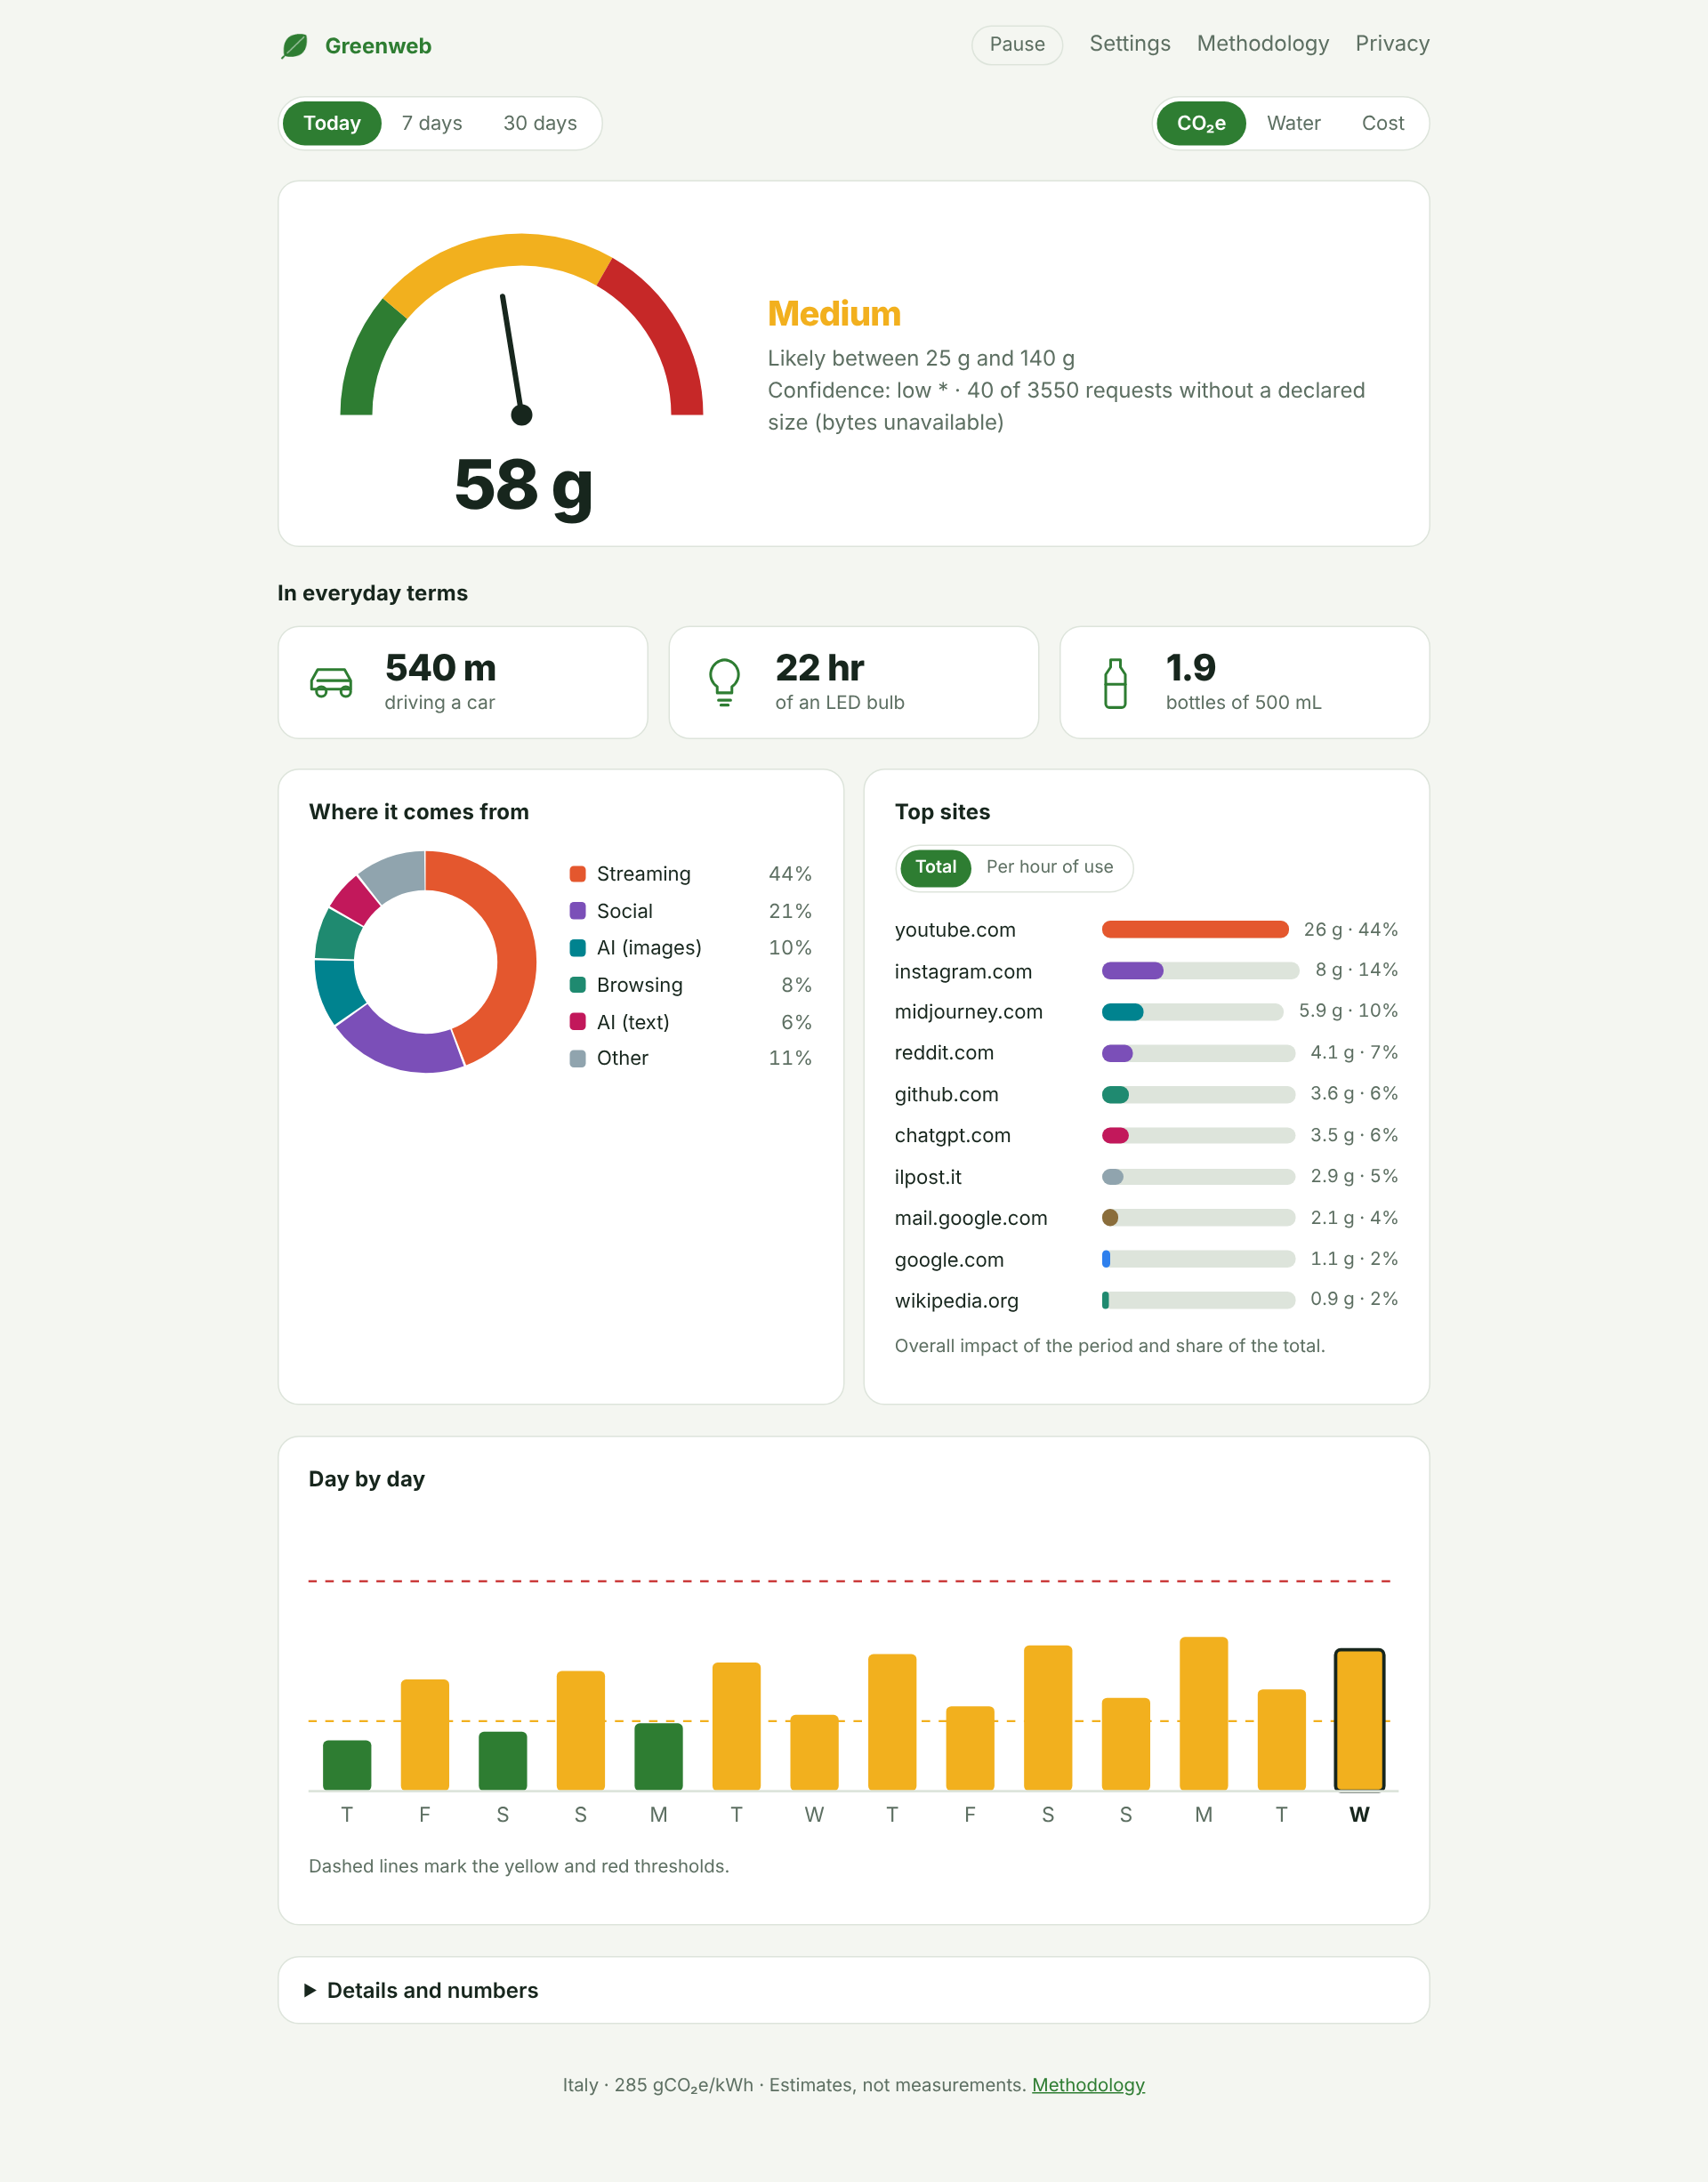 Greenweb
Pause Settings Methodology Privacy
Today 7 days 30 days
CO₂e Water Cost
58 g
Medium
Likely between 25 g and 140 g
Confidence: low * · 40 of 3550 requests without a declared
size (bytes unavailable)
In everyday terms
540 m
driving a car
22 hr
of an LED bulb
1.9
bottles of 500 mL
Where it comes from
Streaming 44%
Social 21%
AI (images) 10%
Browsing 8%
AI (text) 6%
Other 11%
Top sites
Total Per hour of use
youtube.com 26 g · 44%
instagram.com 8 g · 14%
midjourney.com 5.9 g · 10%
reddit.com 4.1 g · 7%
github.com 3.6 g · 6%
chatgpt.com 3.5 g · 6%
ilpost.it 2.9 g · 5%
mail.google.com 2.1 g · 4%
google.com 1.1 g · 2%
wikipedia.org 0.9 g · 2%
Overall impact of the period and share of the total.
Day by day
T F S S M T W T F S S M T W
Dashed lines mark the yellow and red thresholds.
Details and numbers
Italy · 285 gCO₂e/kWh · Estimates, not measurements. Methodology